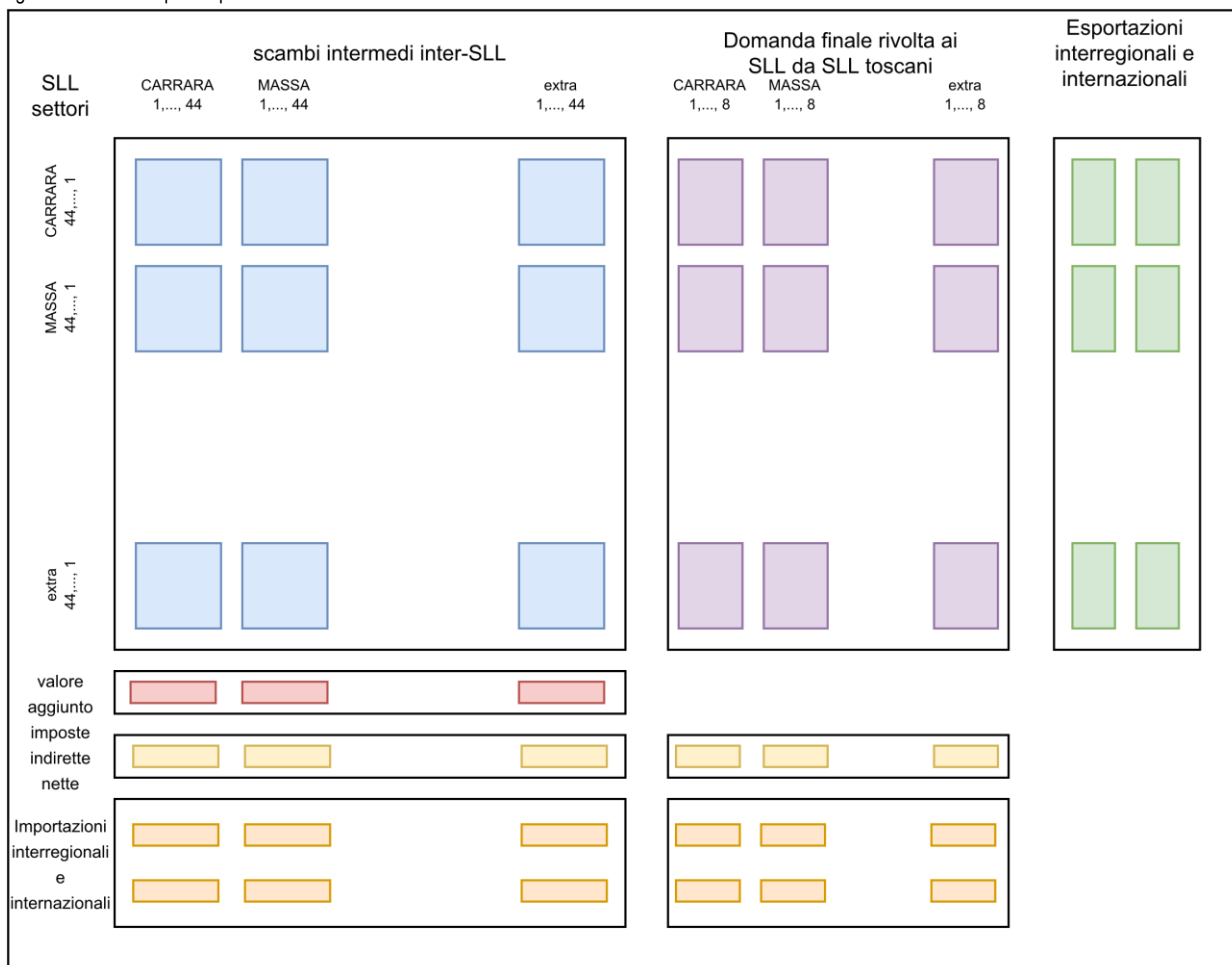 scambi intermedi inter-SLL
Domanda finale rivolta ai
SLL da SLL toscani
Esportazioni
interregionali e
internazionali
SLL
settori
CARRARA
1,..., 44
MASSA
1,..., 44
extra
1,..., 44
CARRARA
1,..., 8
MASSA
1,..., 8
extra
1,..., 8
CARRARA
44,..., 1
MASSA
44,..., 1
extra
44,..., 1
valore
aggiunto
imposte
indirette
nette
Importazioni
interregionali
e
internazionali